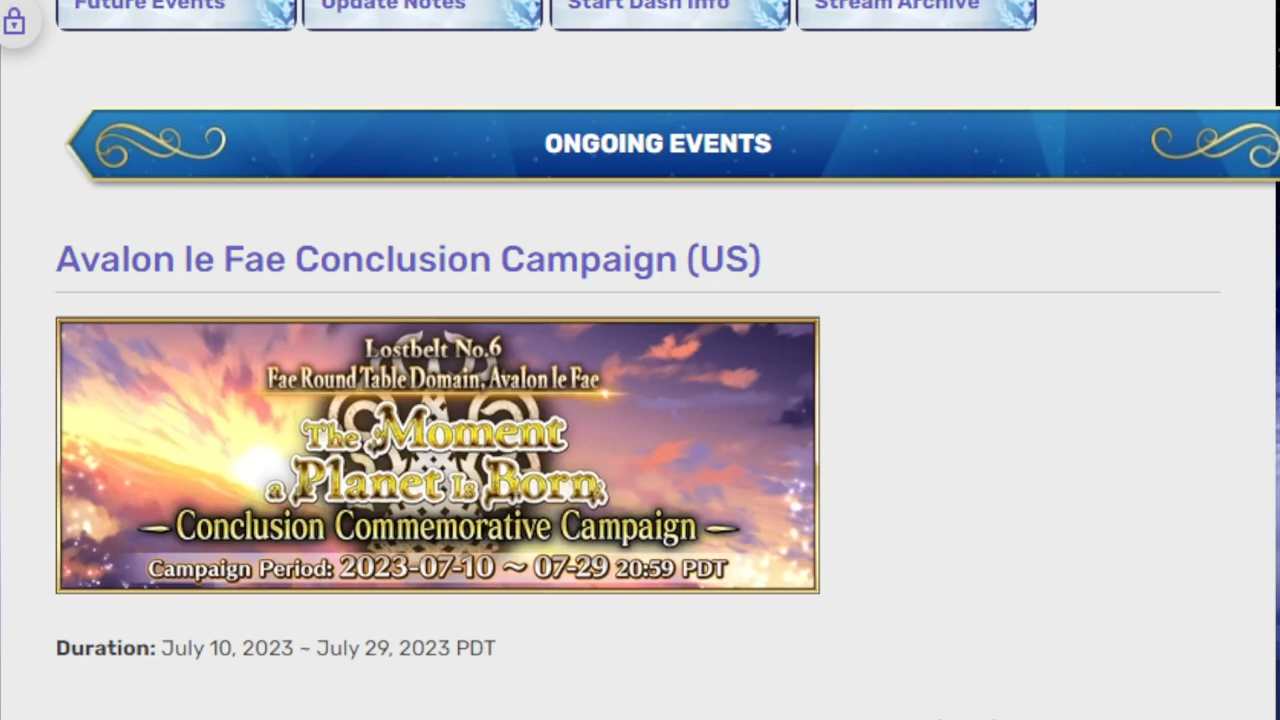 Future Events
Update Notes
Start Dash Info
Stream Archive
ONGOING EVENTS
Avalon le Fae Conclusion Campaign (US)
Lostbelt No.6
Fae Round Table Domain, Avalon le Fae
The Moment
a Planet Is Born
Conclusion Commemorative Campaign
Campaign Period: 2023-07-10 ~ 07-29 20:59 PDT
Duration: July 10, 2023 ~ July 29, 2023 PDT